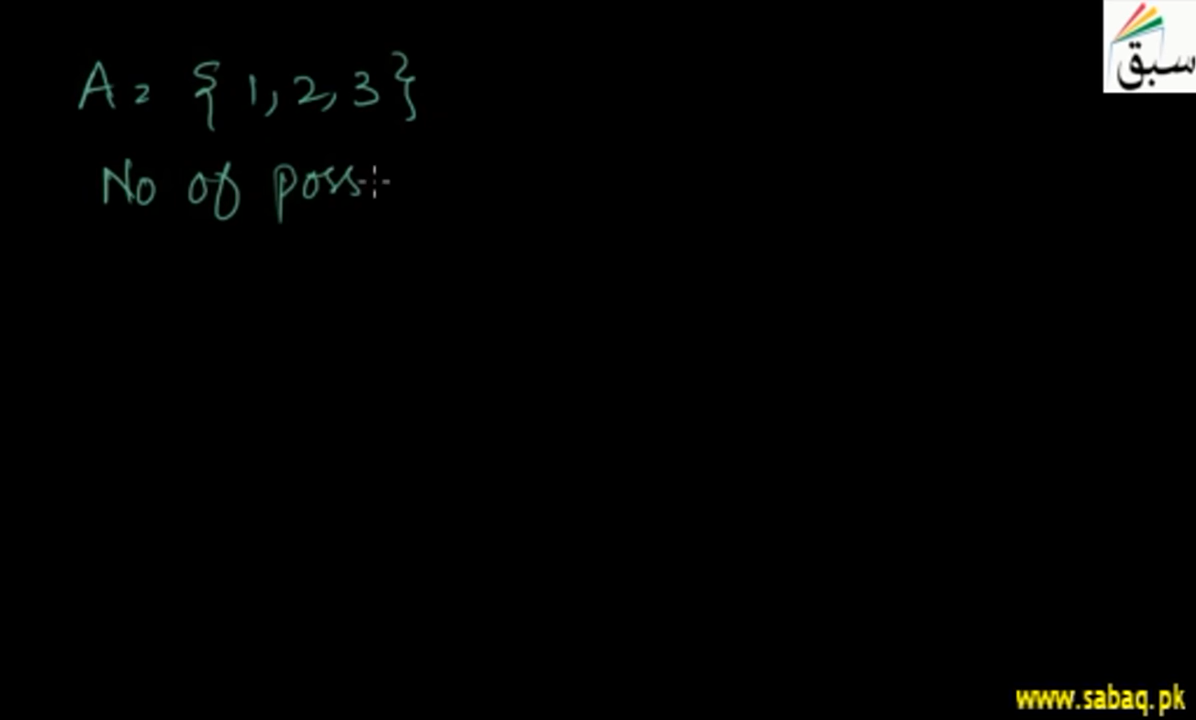 سبق
A = { 1, 2, 3 }
No of poss
www.sabaq.pk